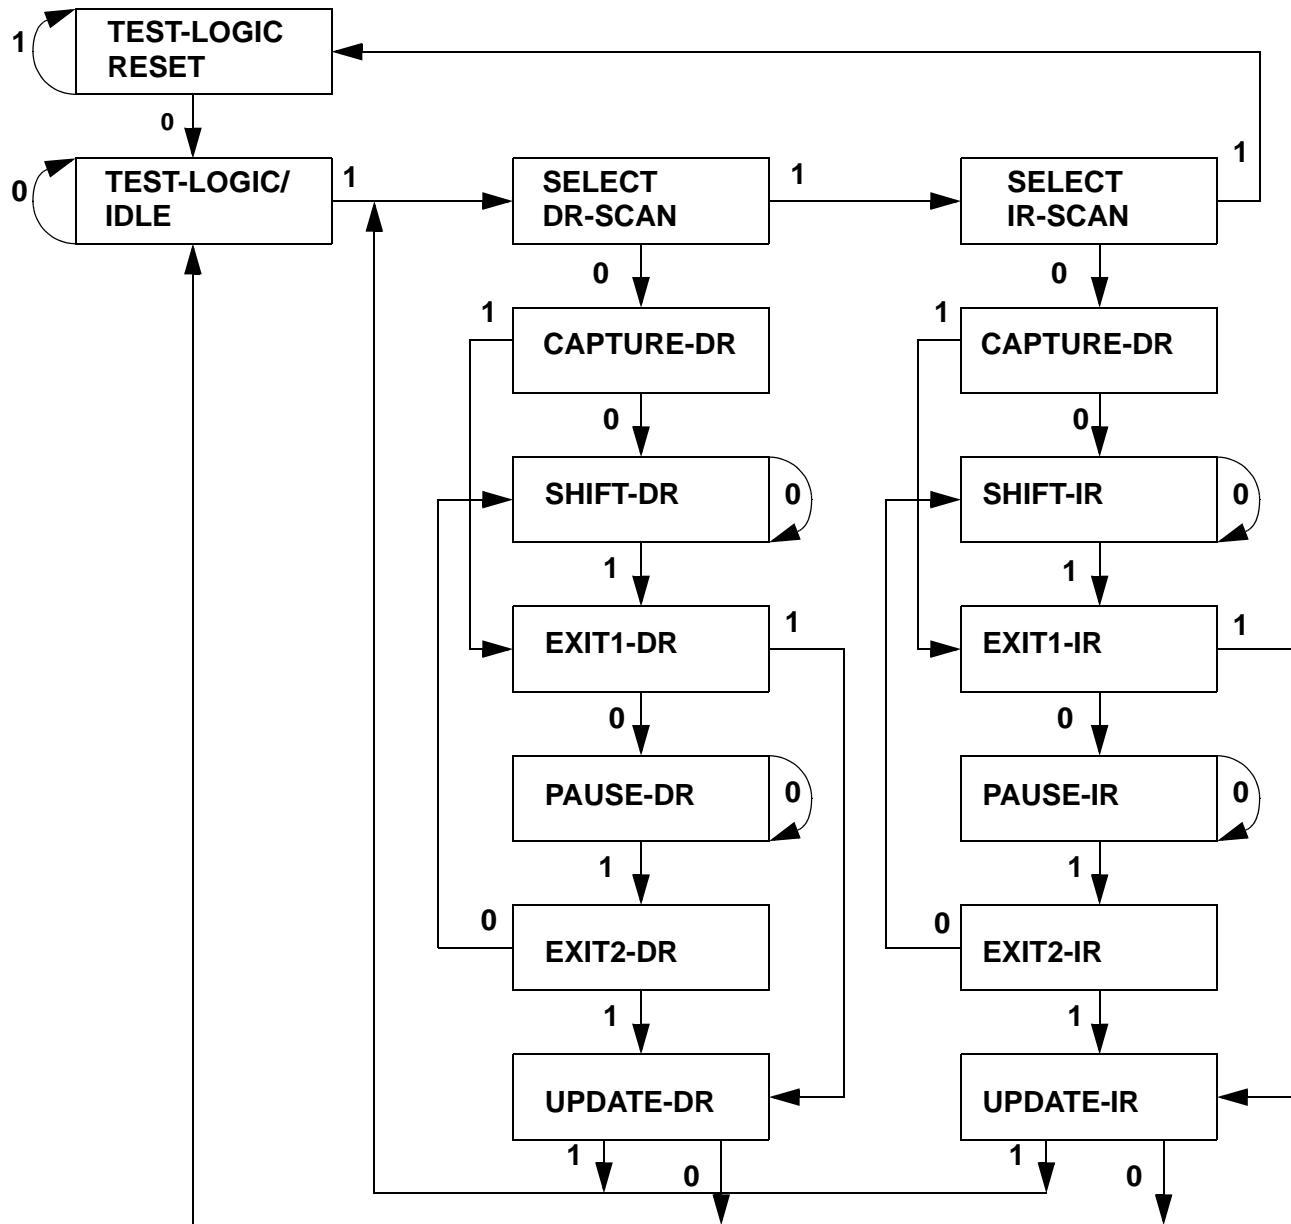 TEST-LOGIC
RESET
1
0
TEST-LOGIC/
IDLE
0
1
SELECT
DR-SCAN
1
SELECT
IR-SCAN
1
0
0
1
CAPTURE-DR
1
CAPTURE-DR
0
0
SHIFT-DR
0
SHIFT-IR
0
1
1
EXIT1-DR
1
EXIT1-IR
1
0
0
PAUSE-DR
0
PAUSE-IR
0
1
1
0
EXIT2-DR
0
EXIT2-IR
1
1
UPDATE-DR
UPDATE-IR
1
0
1
0